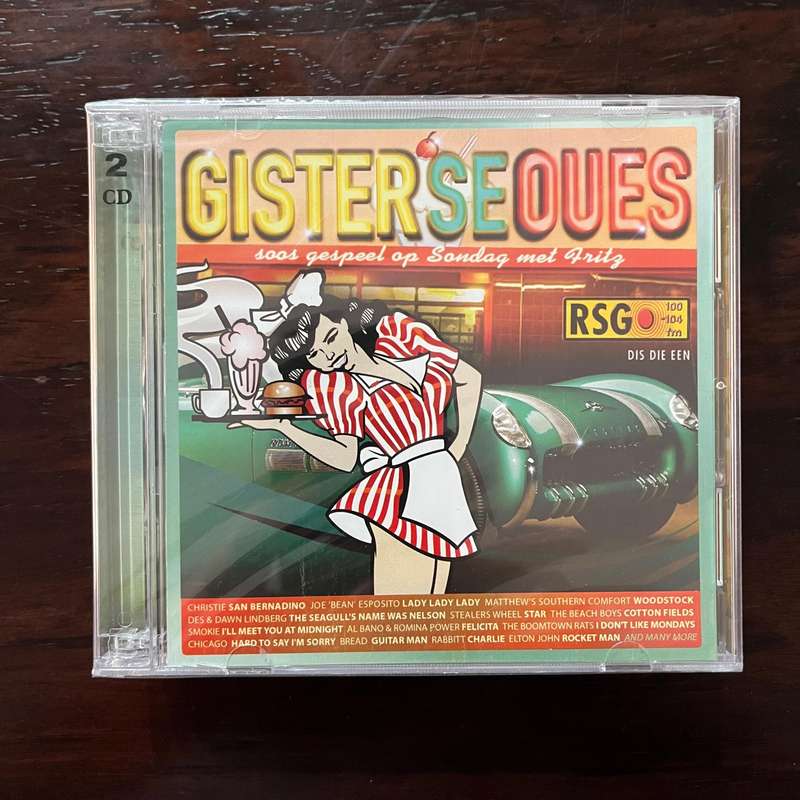 2
CD
GISTER'SE OUES
soos gespeel op Sondag met Fritz
RSG 100 -104 fm
DIS DIE EEN
CHRISTIE SAN BERNADINO JOE 'BEAN' ESPOSITO LADY LADY LADY MATTHEW'S SOUTHERN COMFORT WOODSTOCK
DES & DAWN LINDBERG THE SEAGULL'S NAME WAS NELSON STEALERS WHEEL STAR THE BEACH BOYS COTTON FIELDS
SMOKIE I'LL MEET YOU AT MIDNIGHT AL BANO & ROMINA POWER FELICITA THE BOOMTOWN RATS I DON'T LIKE MONDAYS
CHICAGO HARD TO SAY I'M SORRY BREAD GUITAR MAN RABBITT CHARLIE ELTON JOHN ROCKET MAN AND MANY MORE